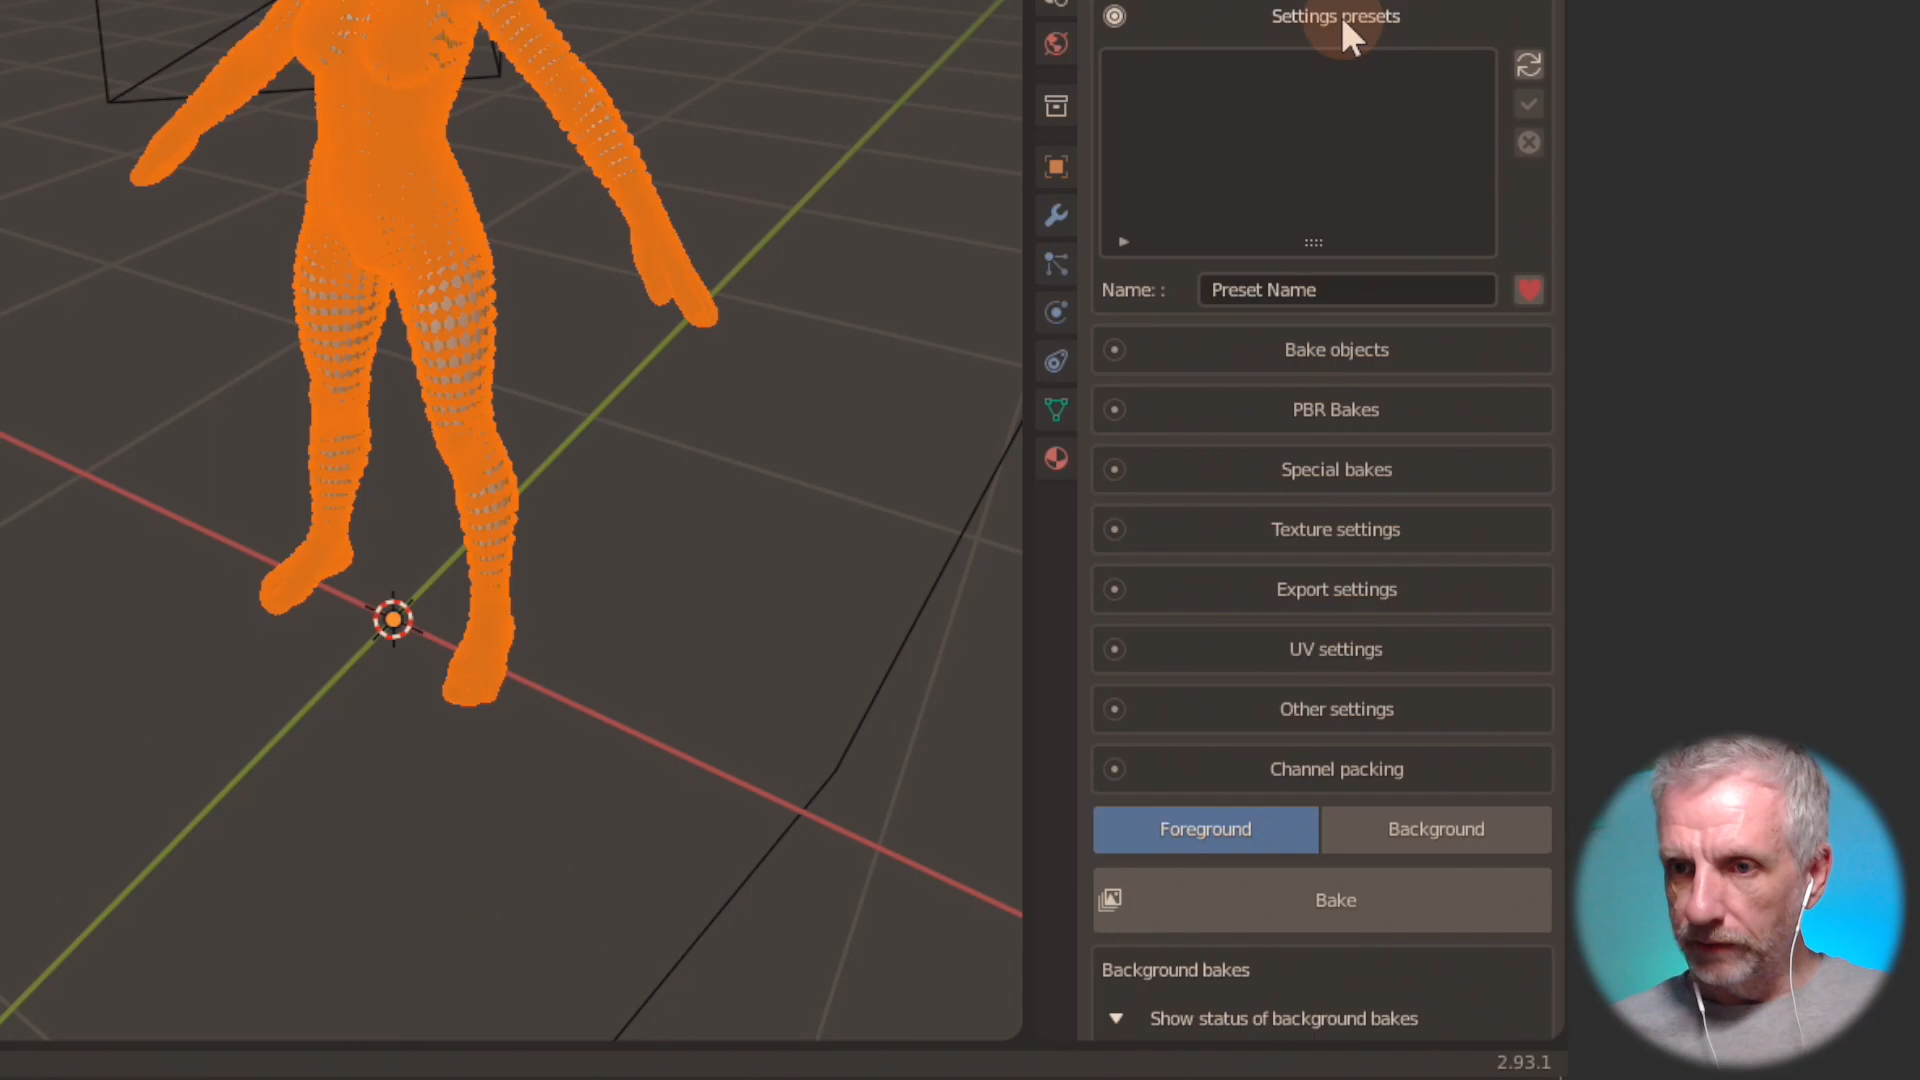 Settings presets
Name: :
Preset Name
Bake objects
PBR Bakes
Special bakes
Texture settings
Export settings
UV settings
Other settings
Channel packing
Foreground
Background
Bake
Background bakes
Show status of background bakes
2.93.1